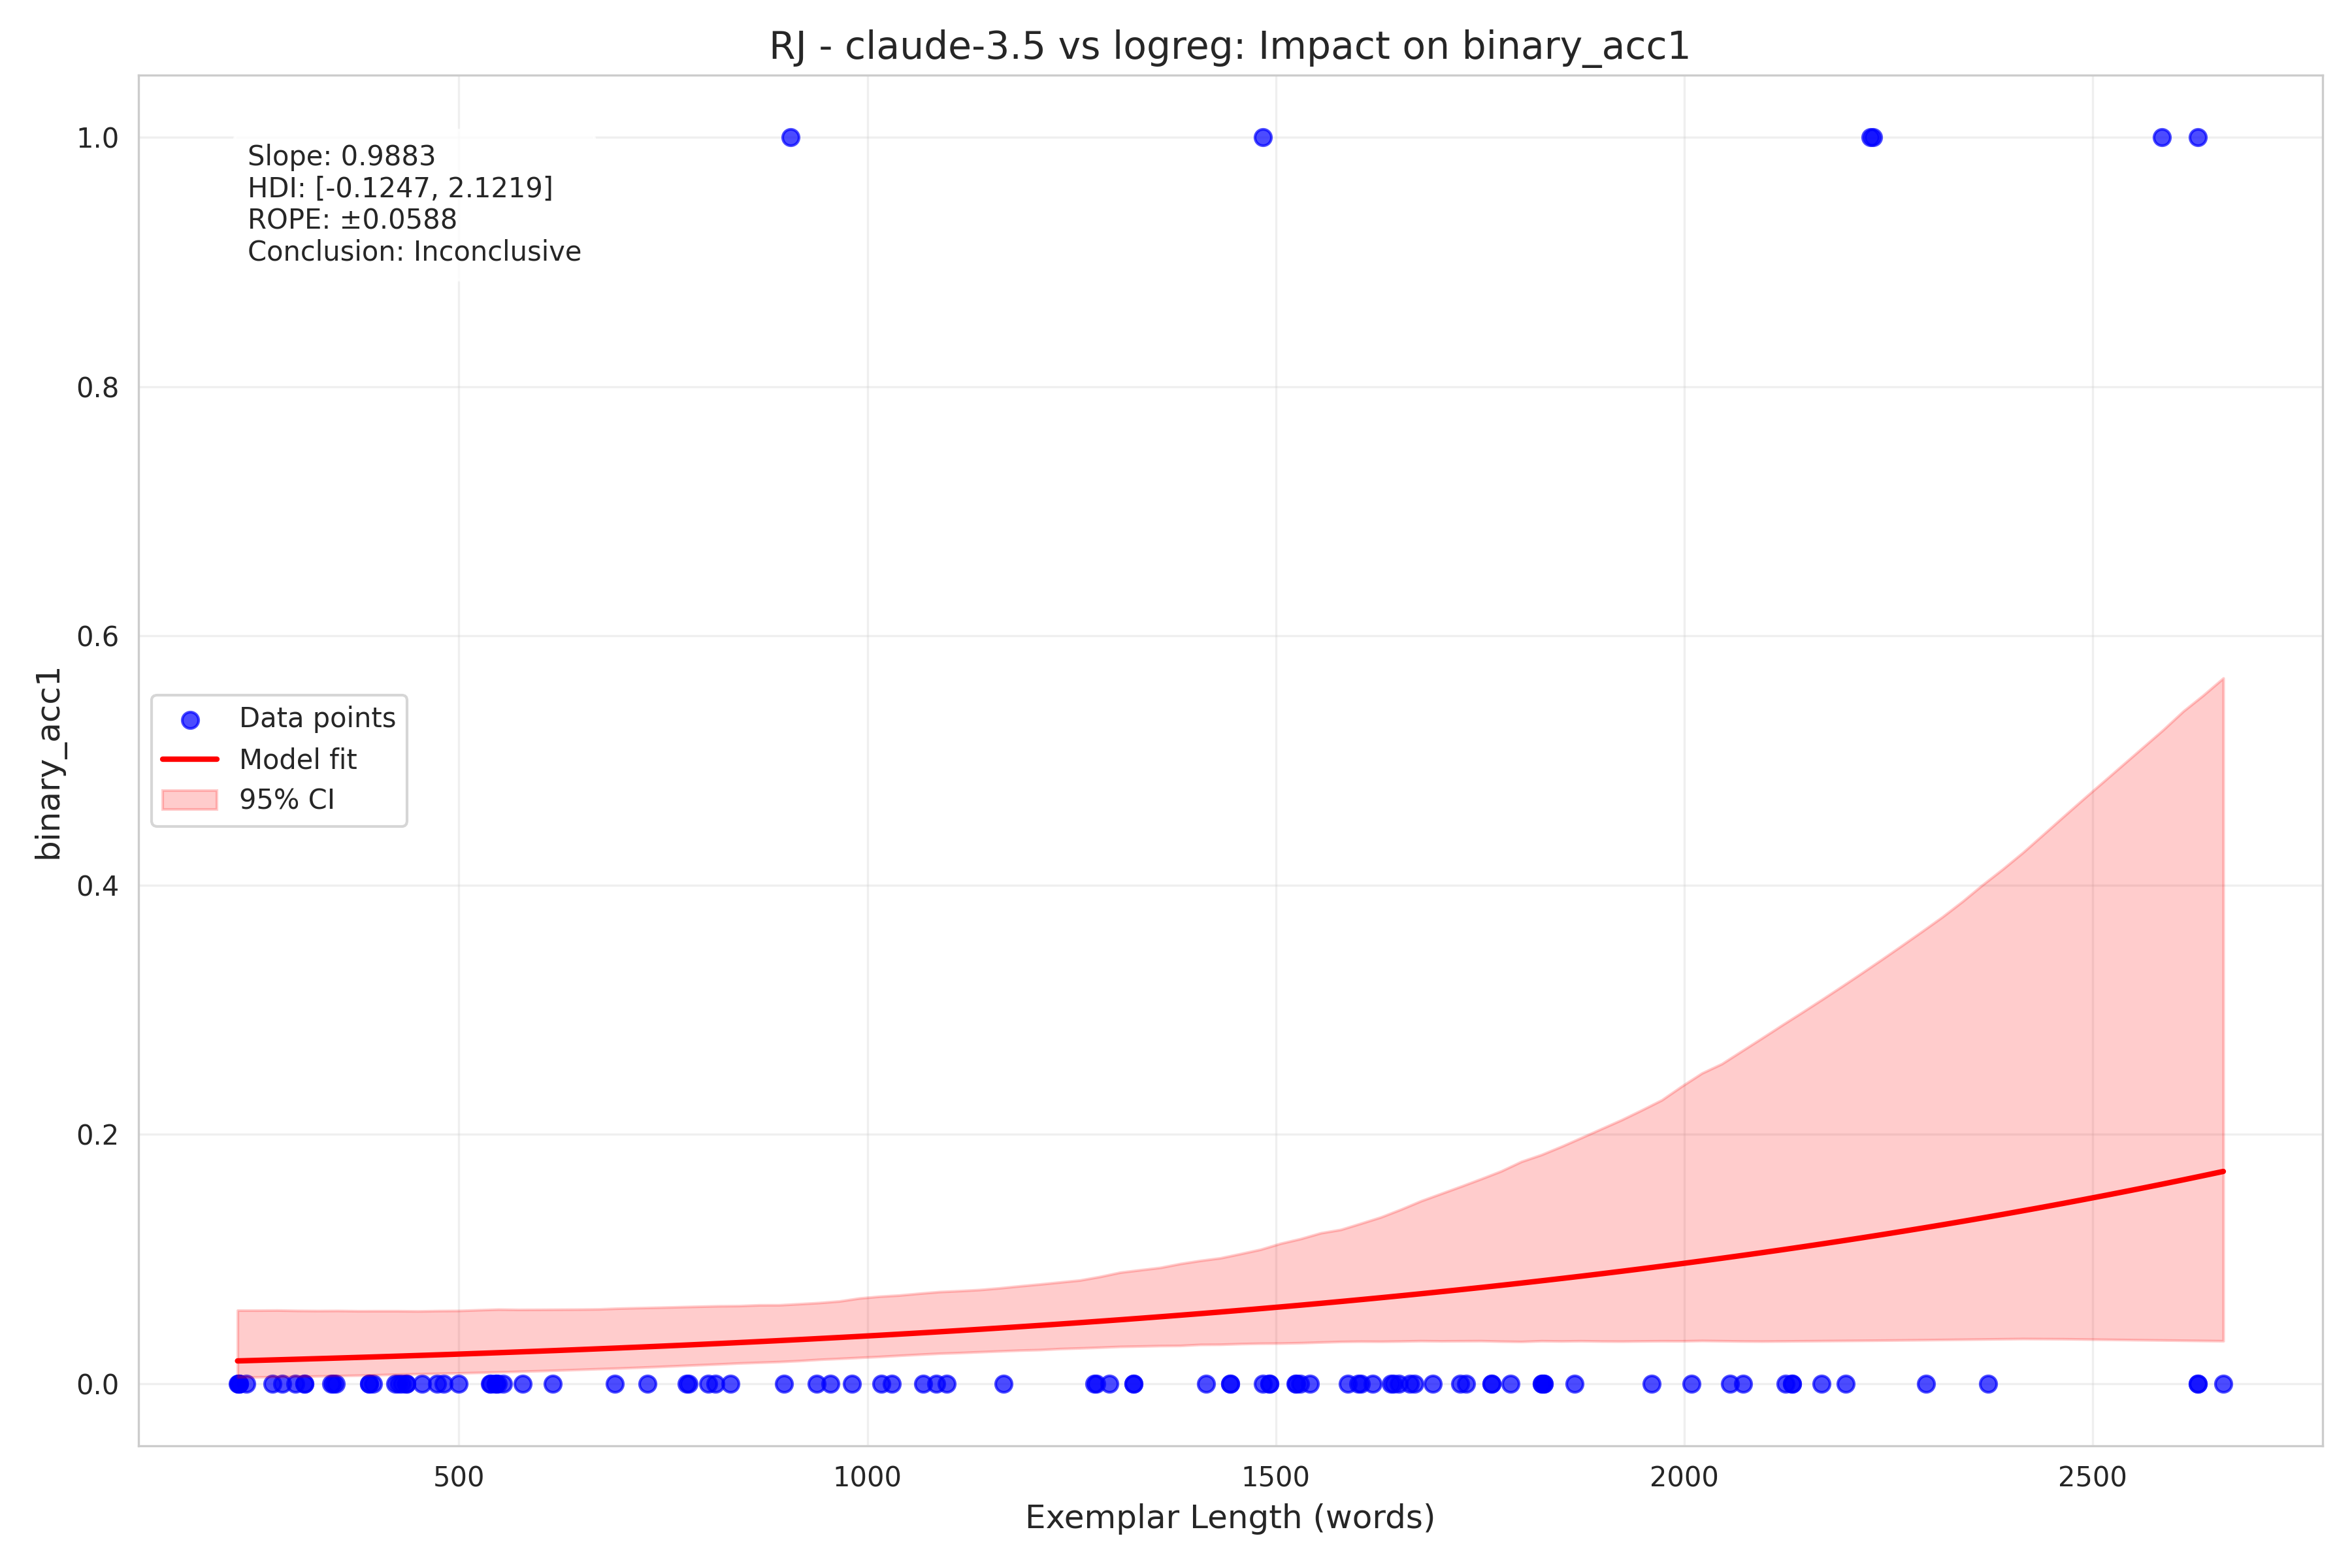 RJ - claude-3.5 vs logreg: Impact on binary_acc1
1.0
0.8
0.6
0.4
0.2
0.0
binary_acc1
Slope: 0.9883
HDI: [-0.1247, 2.1219]
ROPE: ±0.0588
Conclusion: Inconclusive
Data points
Model fit
95% CI
500
1000
1500
2000
2500
Exemplar Length (words)